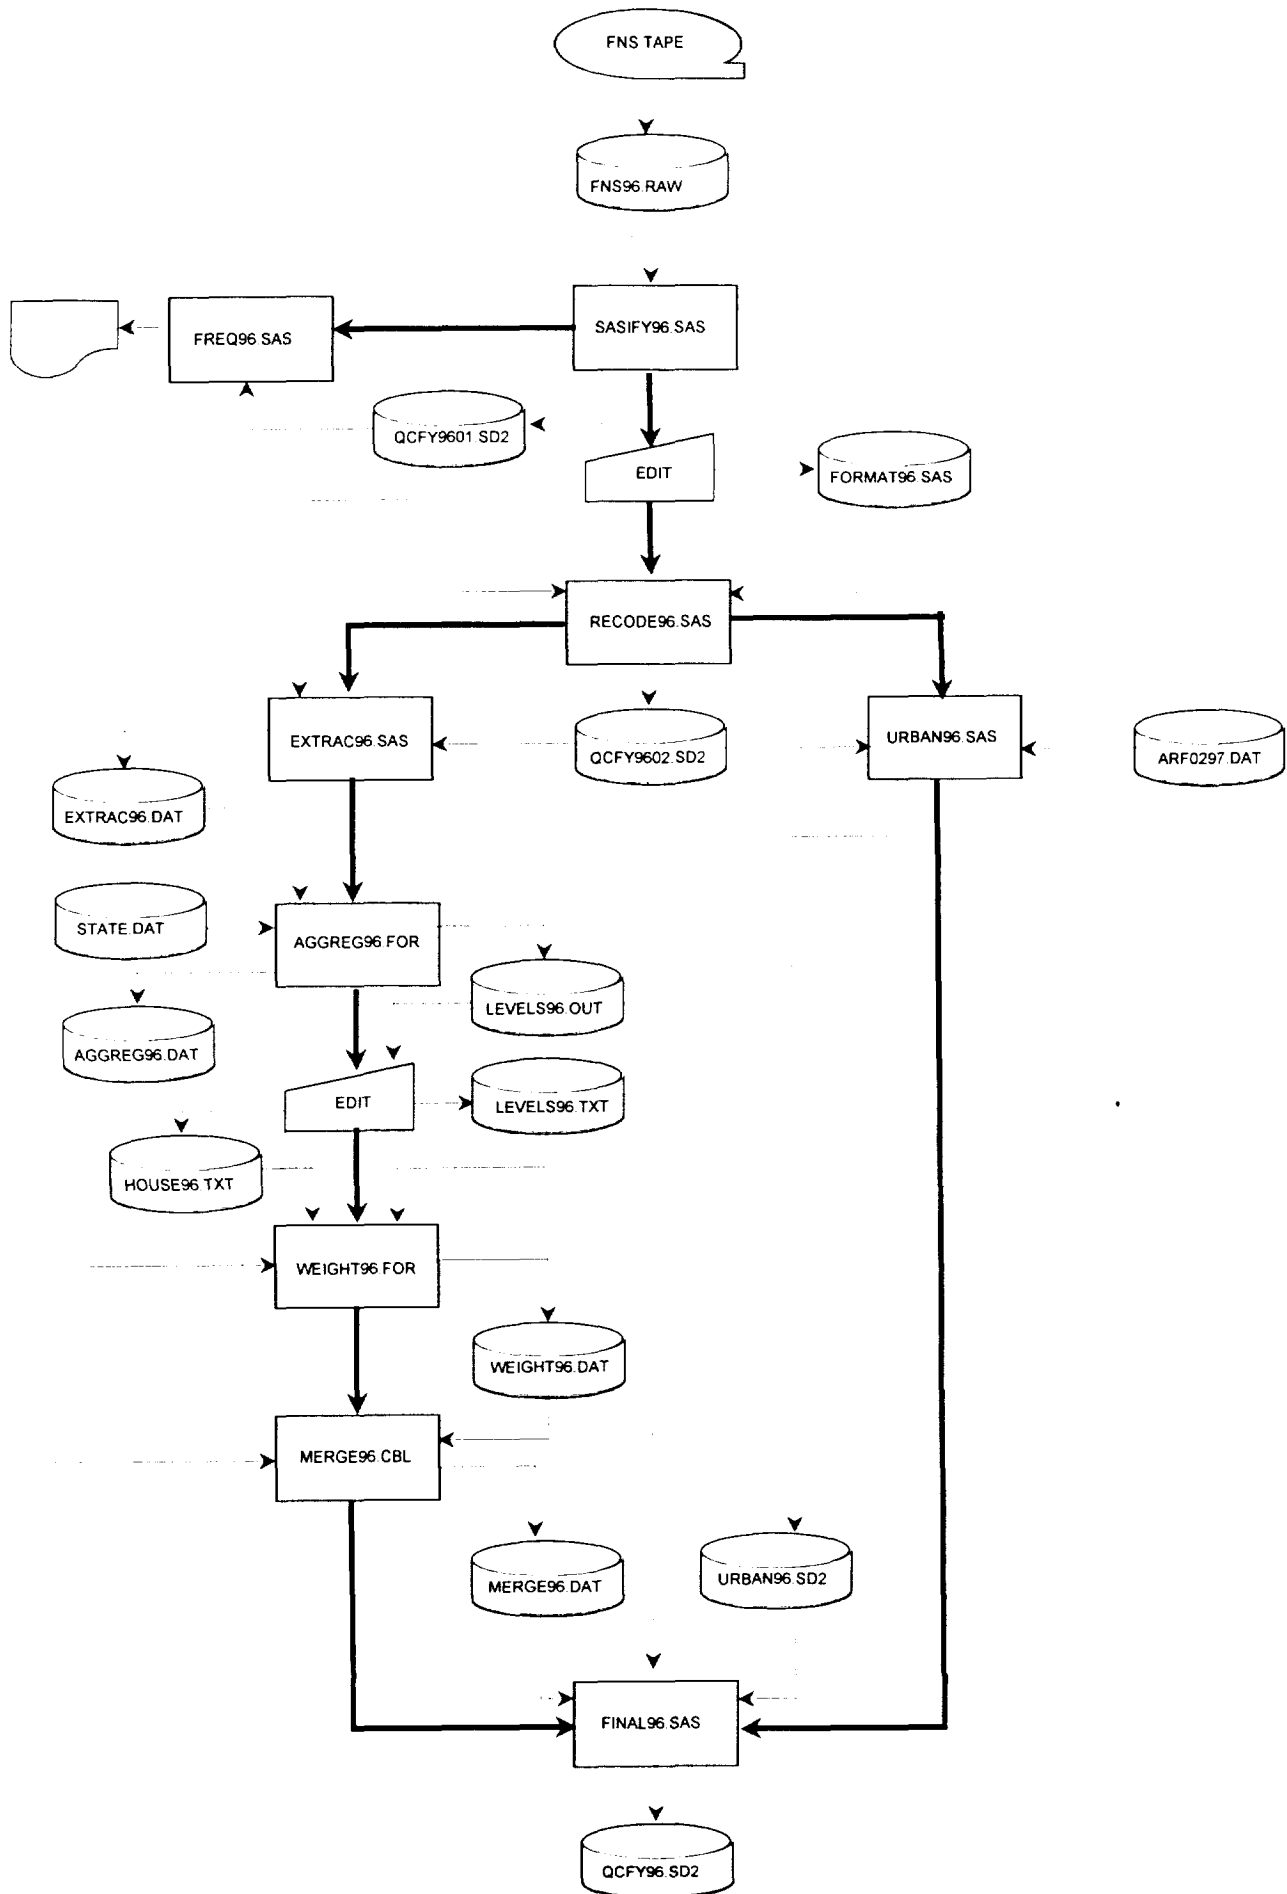 FNS TAPE
FNS96.RAW
FREQ96.SAS
SASIFY96.SAS
QCFY9601.SD2
EDIT
FORMAT96.SAS
RECODE96.SAS
EXTRAC96.SAS
QCFY9602.SD2
URBAN96.SAS
ARF0297.DAT
EXTRAC96.DAT
STATE.DAT
AGGREG96.FOR
LEVELS96.OUT
AGGREG96.DAT
EDIT
LEVELS96.TXT
HOUSE96.TXT
WEIGHT96.FOR
WEIGHT96.DAT
MERGE96.CBL
MERGE96.DAT
URBAN96.SD2
FINAL96.SAS
QCFY96.SD2